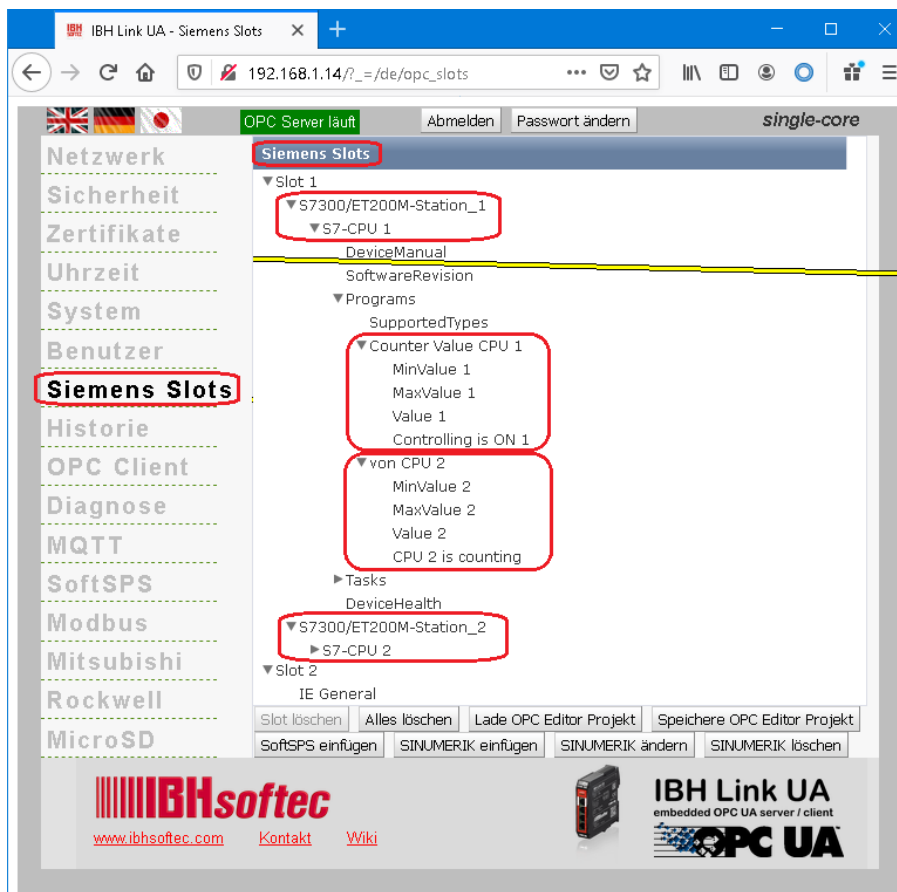 IBH Link UA - Siemens Slots
192.168.1.14/?_=/de/opc_slots
OPC Server läuft
Abmelden
Passwort ändern
single-core
Netzwerk
Sicherheit
Zertifikate
Uhrzeit
System
Benutzer
Siemens Slots
Historie
OPC Client
Diagnose
MQTT
SoftSPS
Modbus
Mitsubishi
Rockwell
MicroSD
Siemens Slots
Slot 1
S7300/ET200M-Station_1
S7-CPU 1
DeviceManual
SoftwareRevision
Programs
SupportedTypes
Counter Value CPU 1
MinValue 1
MaxValue 1
Value 1
Controlling is ON 1
von CPU 2
MinValue 2
MaxValue 2
Value 2
CPU 2 is counting
Tasks
DeviceHealth
S7300/ET200M-Station_2
S7-CPU 2
Slot 2
IE General
Slot löschen
Alles löschen
Lade OPC Editor Projekt
Speichere OPC Editor Projekt
SoftSPS einfügen
SINUMERIK einfügen
SINUMERIK ändern
SINUMERIK löschen
IBHsoftec
www.ibhsoftec.com
Kontakt
Wiki
IBH Link UA
embedded OPC UA server / client
OPC UA